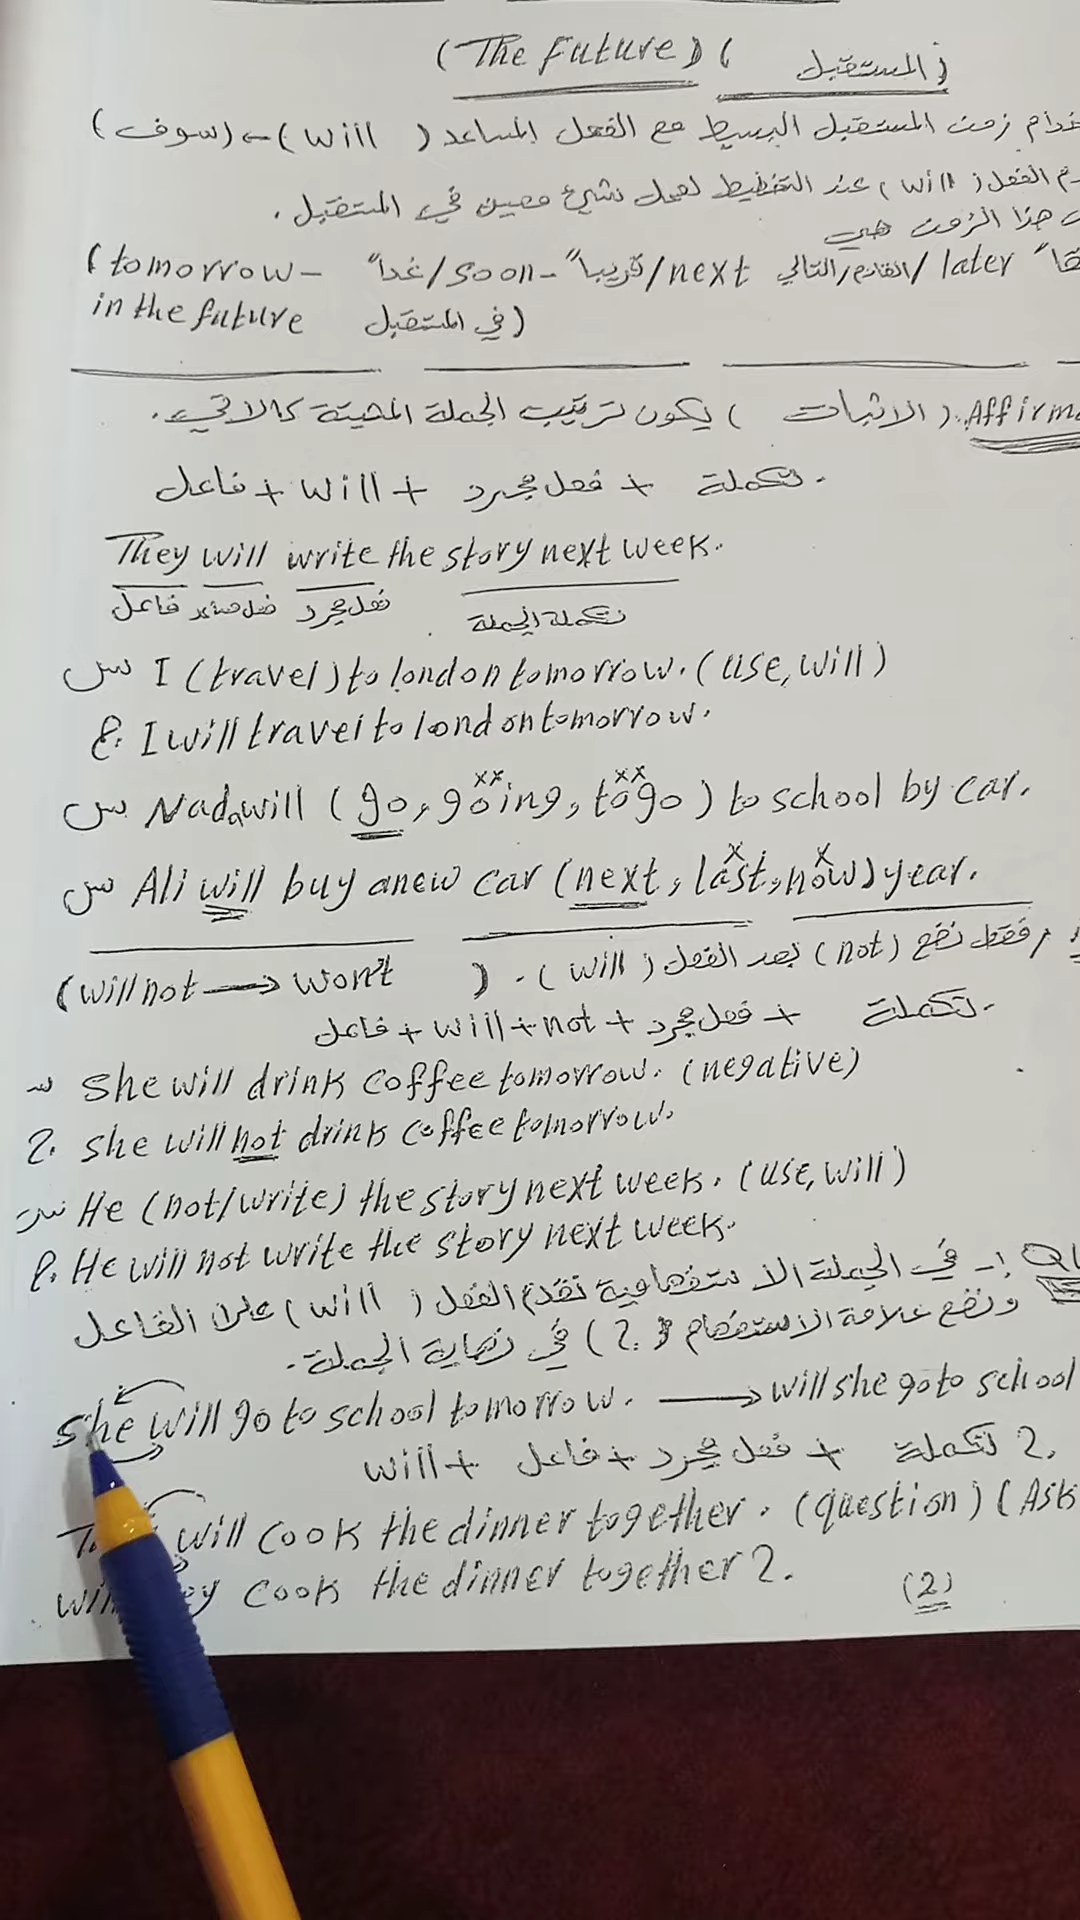 (The Future) (المستقبل)
زمن المستقبل البسيط مع الفعل المساعد (will) - (سوف)
الفعل (will) عند التخطيط لعمل شيء معين في المستقبل.
هذا الزمن هي
(tomorrow - غداً/soon - قريباً/next القادم/التالي/ later
in the future في المستقبل)
Affirma (الاثبات) يكون ترتيب الجملة المثبتة كالاتي.
فاعل + will + فعل مجرد + تكملة.
They will write the story next week.
فاعل فعل مساعد فعل مجرد تكملة الجملة
س I (travel) to london tomorrow. (use, will)
ج. I will travel to london tomorrow.
س Nada will (go, going, to go) to school by car.
س Ali will buy a new car (next, last, now) year.
فقط نضع (not) بعد الفعل (will). (will not → won't)
فاعل + will + not + فعل مجرد + تكملة.
س She will drink coffee tomorrow. (negative)
ج. She will not drink coffee tomorrow.
س He (not/write) the story next week. (use, will)
ج. He will not write the story next week.
Q1 - في الجملة الاستفهامية نقدم الفعل (will) على الفاعل
ونضع علامة الاستفهام (?) في نهاية الجملة.
She will go to school tomorrow. → will she go to school
will + فاعل + فعل مجرد + تكملة ?.
will cook the dinner together. (question) (Ask
cook the dinner together?.
(2)